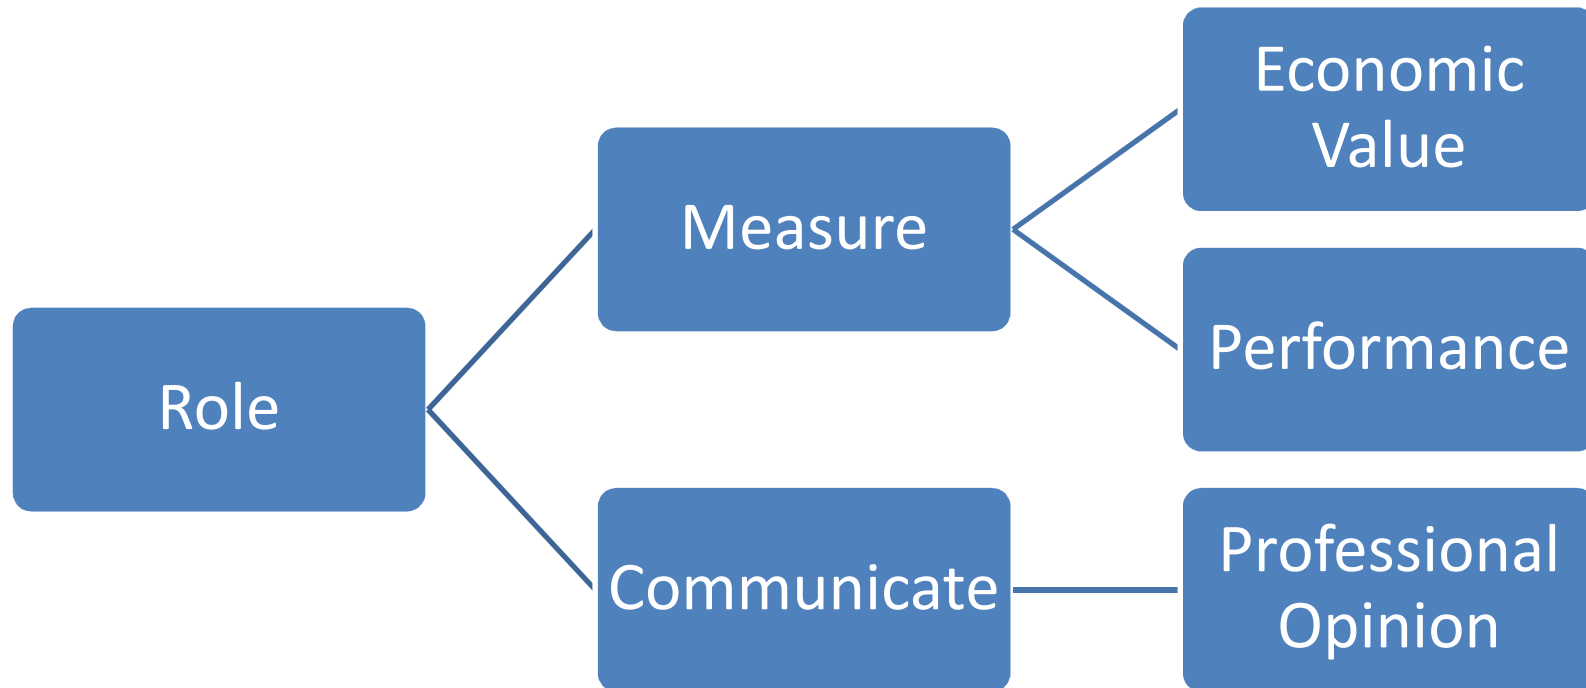 Role
Measure
Economic
Value
Performance
Communicate
Professional
Opinion